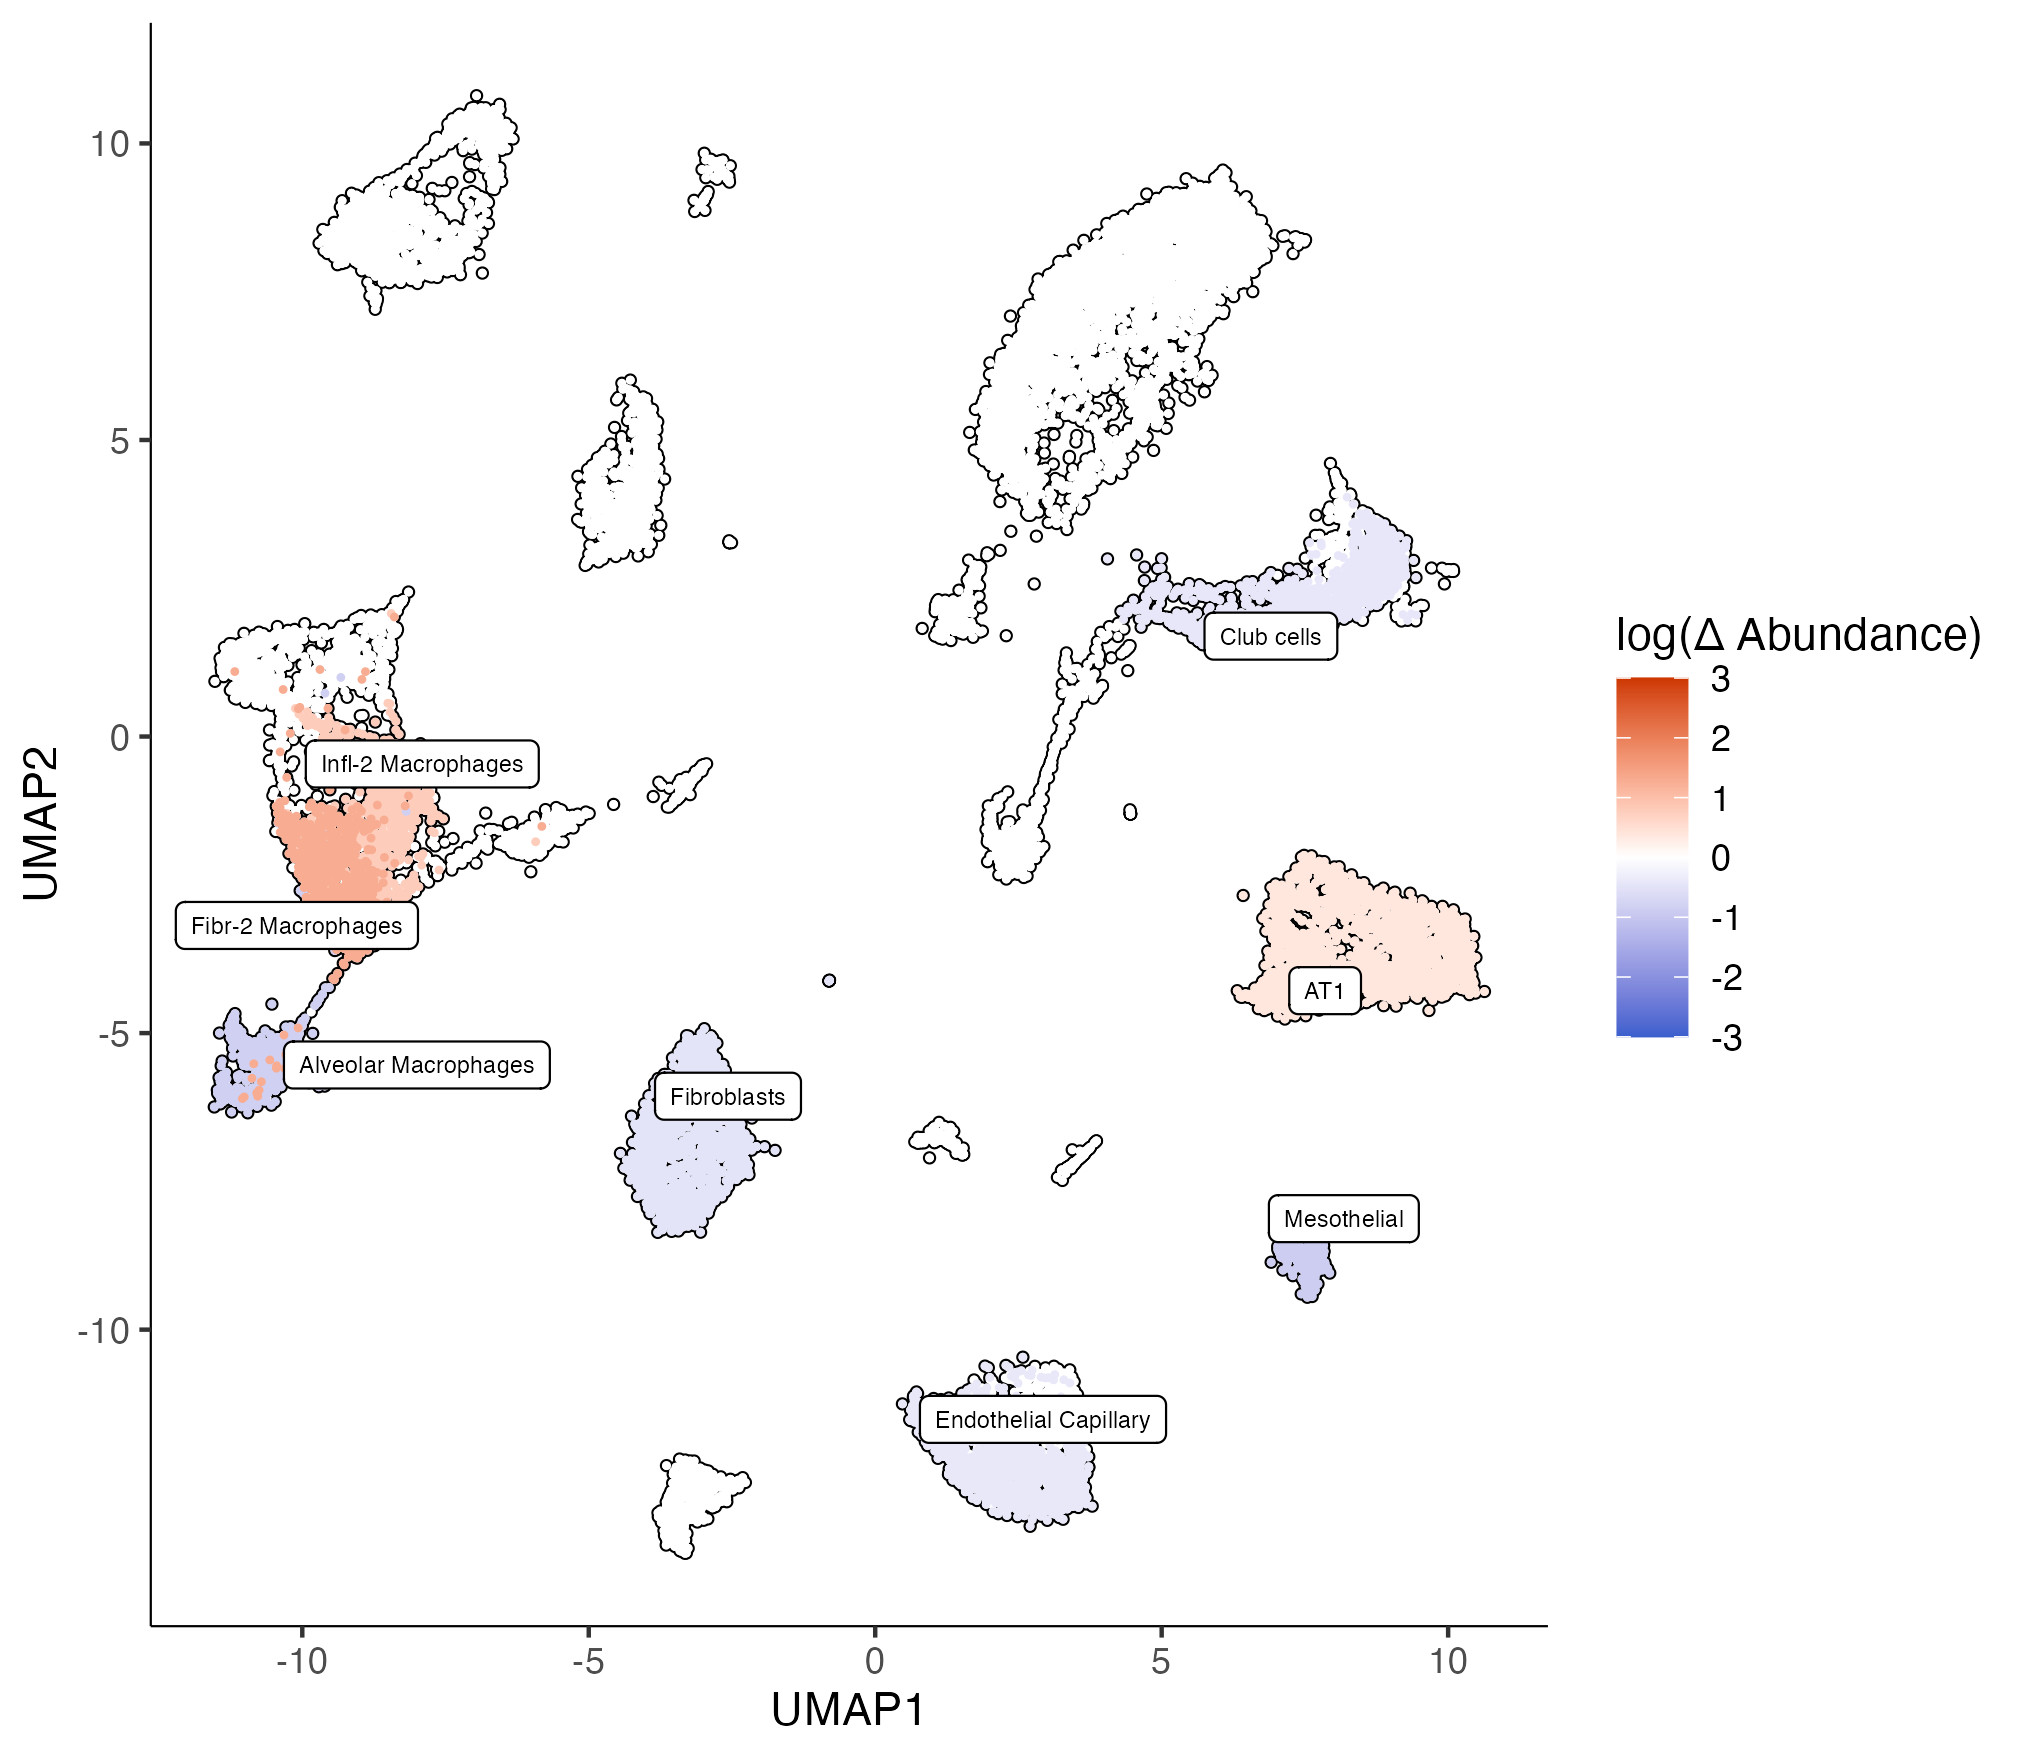 10
5
0
-5
-10
UMAP2
-10
-5
0
5
10
UMAP1
Club cells
Infl-2 Macrophages
Fibr-2 Macrophages
AT1
Alveolar Macrophages
Fibroblasts
Mesothelial
Endothelial Capillary
log(Δ Abundance)
3
2
1
0
-1
-2
-3